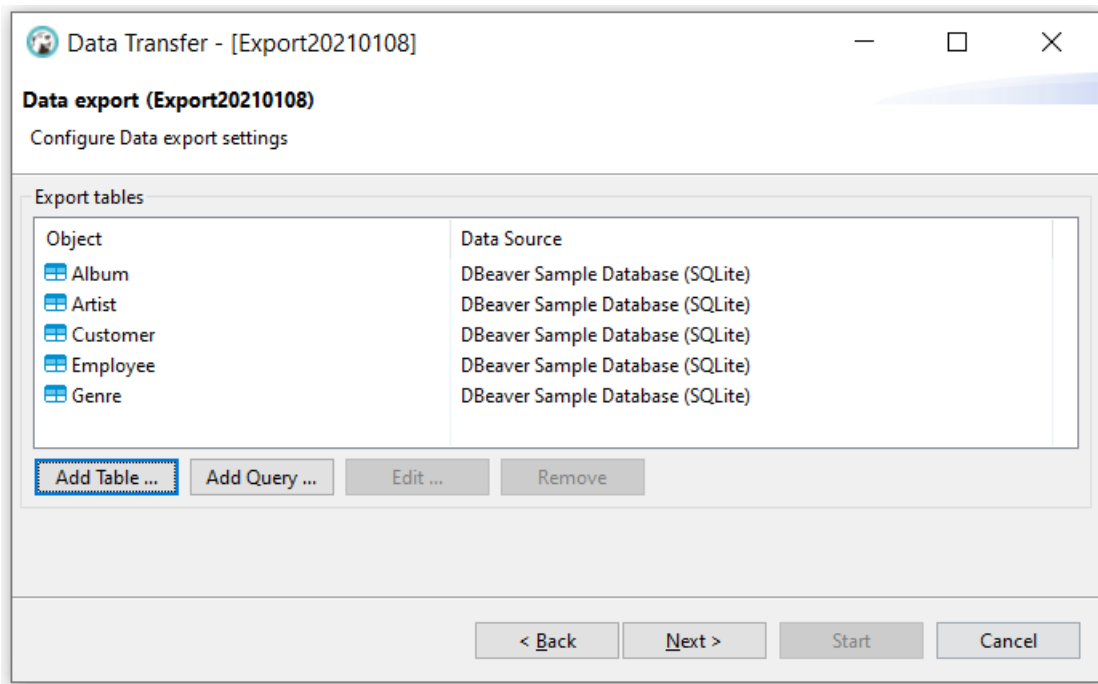 Data Transfer - [Export20210108]
Data export (Export20210108)
Configure Data export settings
Export tables
Object Data Source
Album DBeaver Sample Database (SQLite)
Artist DBeaver Sample Database (SQLite)
Customer DBeaver Sample Database (SQLite)
Employee DBeaver Sample Database (SQLite)
Genre DBeaver Sample Database (SQLite)
Add Table ... Add Query ... Edit ... Remove
< Back Next > Start Cancel